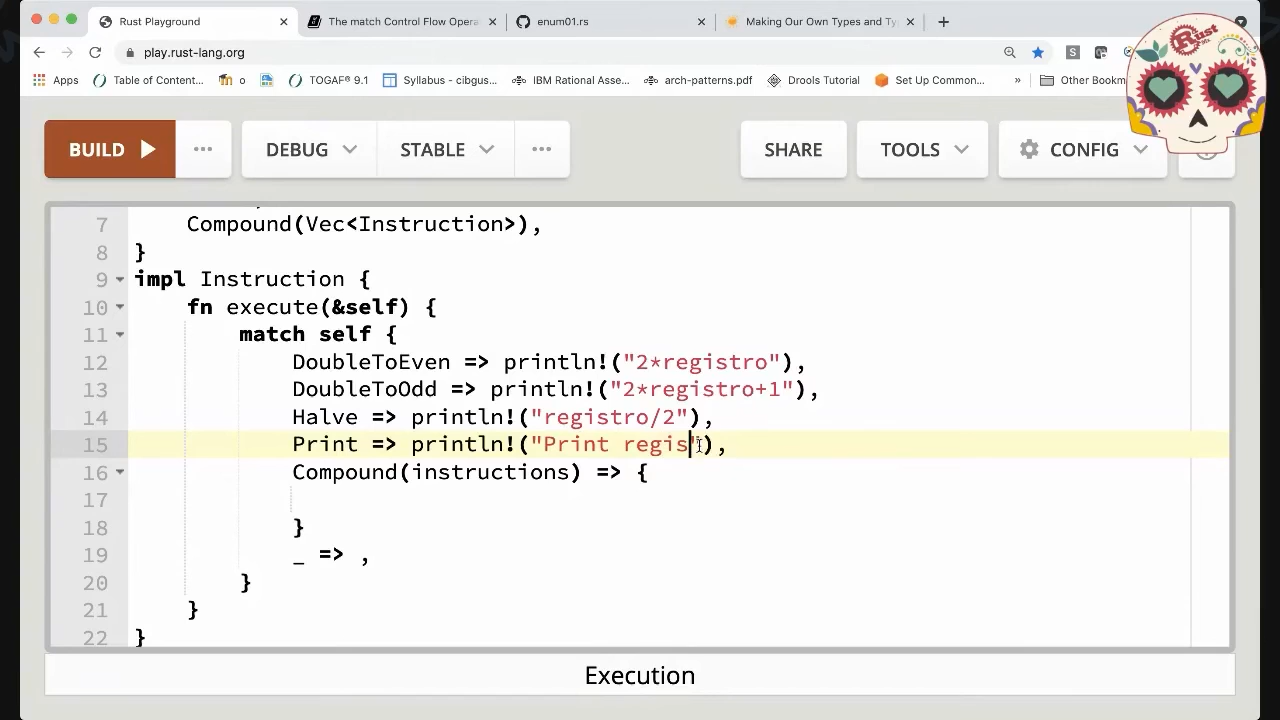 Rust Playground
The match Control Flow Opera
enum01.rs
Making Our Own Types and Ty
play.rust-lang.org
S
Apps
Table of Content...
o
TOGAF® 9.1
Syllabus - cibgus...
IBM Rational Asse...
arch-patterns.pdf
Drools Tutorial
Set Up Common...
»
Other Bookm
Rust
BUILD
DEBUG
STABLE
SHARE
TOOLS
CONFIG
7 Compound(Vec<Instruction>),
8 }
9 impl Instruction {
10 fn execute(&self) {
11 match self {
12 DoubleToEven => println!("2*registro"),
13 DoubleToOdd => println!("2*registro+1"),
14 Halve => println!("registro/2"),
15 Print => println!("Print regis"),
16 Compound(instructions) => {
17
18 }
19 _ => ,
20 }
21 }
22 }
Execution